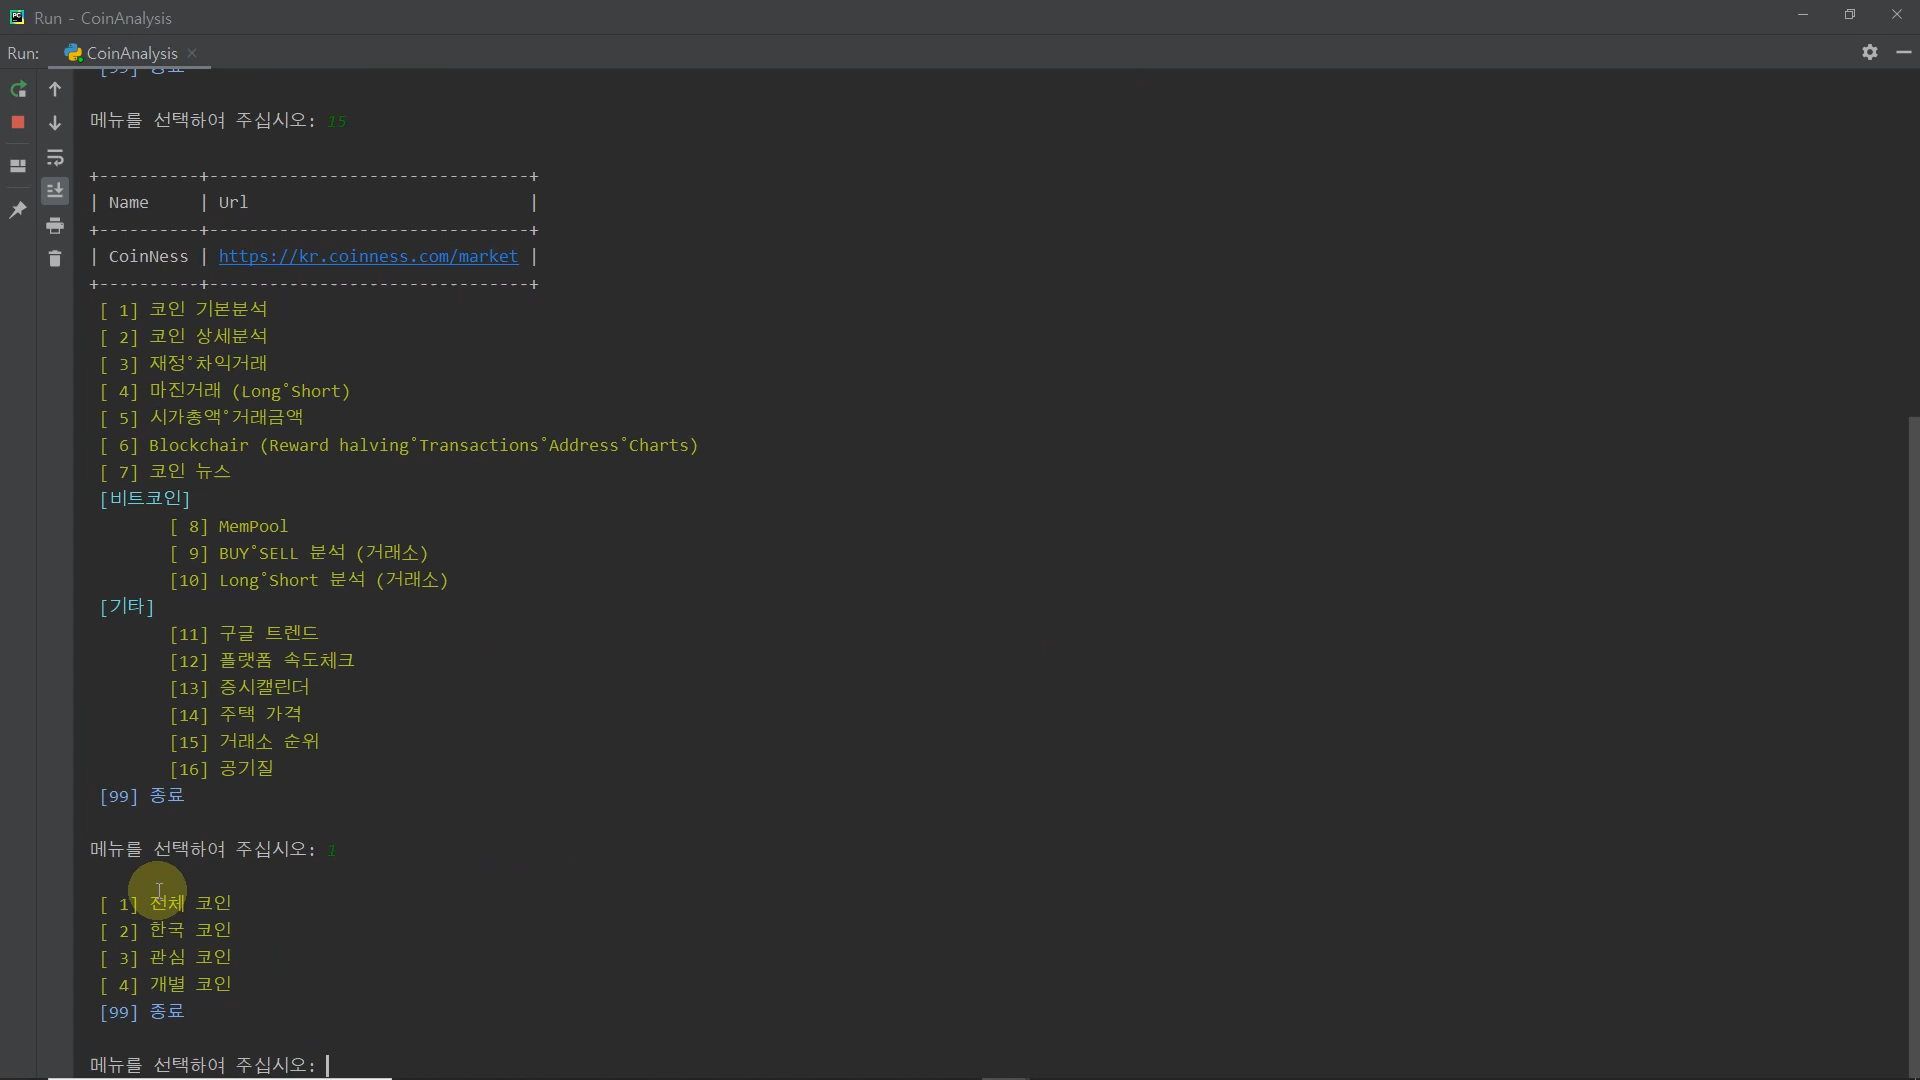 Run - CoinAnalysis
Run: CoinAnalysis
[99] 종료
메뉴를 선택하여 주십시오: 15
+----------+--------------------------------+
| Name     | Url                            |
+----------+--------------------------------+
| CoinNess | https://kr.coinness.com/market |
+----------+--------------------------------+
[ 1] 코인 기본분석
[ 2] 코인 상세분석
[ 3] 재정˚차익거래
[ 4] 마진거래 (Long˚Short)
[ 5] 시가총액˚거래금액
[ 6] Blockchair (Reward halving˚Transactions˚Address˚Charts)
[ 7] 코인 뉴스
[비트코인]
[ 8] MemPool
[ 9] BUY˚SELL 분석 (거래소)
[10] Long˚Short 분석 (거래소)
[기타]
[11] 구글 트렌드
[12] 플랫폼 속도체크
[13] 증시캘린더
[14] 주택 가격
[15] 거래소 순위
[16] 공기질
[99] 종료
메뉴를 선택하여 주십시오: 1
[ 1] 전체 코인
[ 2] 한국 코인
[ 3] 관심 코인
[ 4] 개별 코인
[99] 종료
메뉴를 선택하여 주십시오: